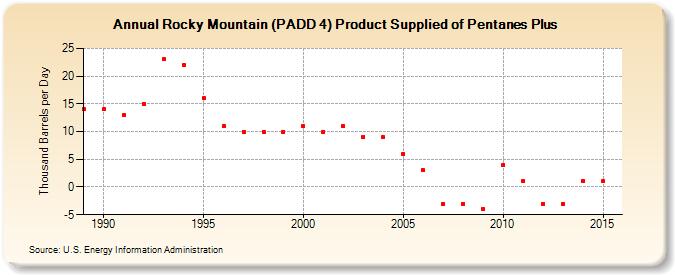 Annual Rocky Mountain (PADD 4) Product Supplied of Pentanes Plus
Thousand Barrels per Day
25
20
15
10
5
0
-5
1990 1995 2000 2005 2010 2015
Source: U.S. Energy Information Administration